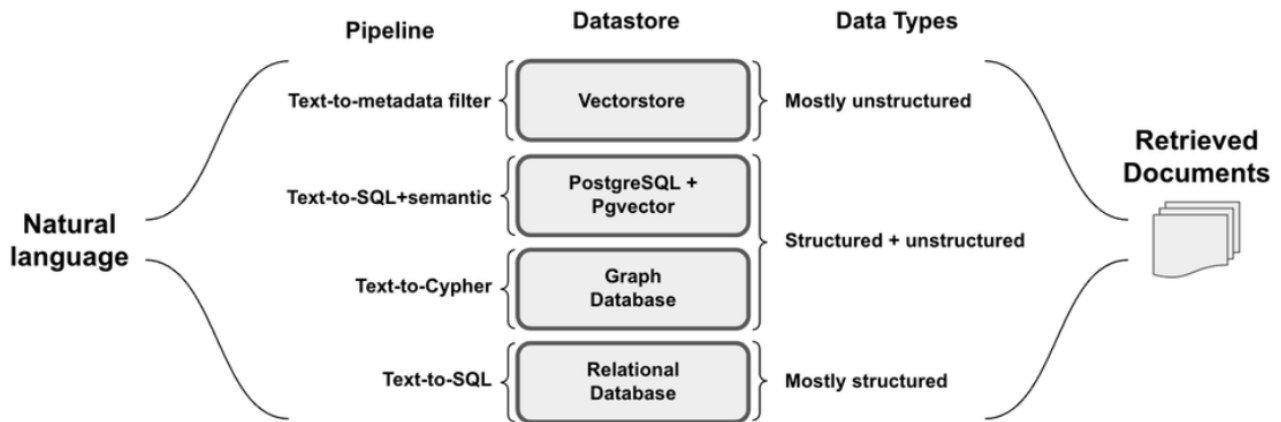 Pipeline
Datastore
Data Types
Text-to-metadata filter
Vectorstore
Mostly unstructured
Retrieved
Documents
Text-to-SQL+semantic
PostgreSQL +
Pgvector
Natural
language
Structured + unstructured
Text-to-Cypher
Graph
Database
Text-to-SQL
Relational
Database
Mostly structured